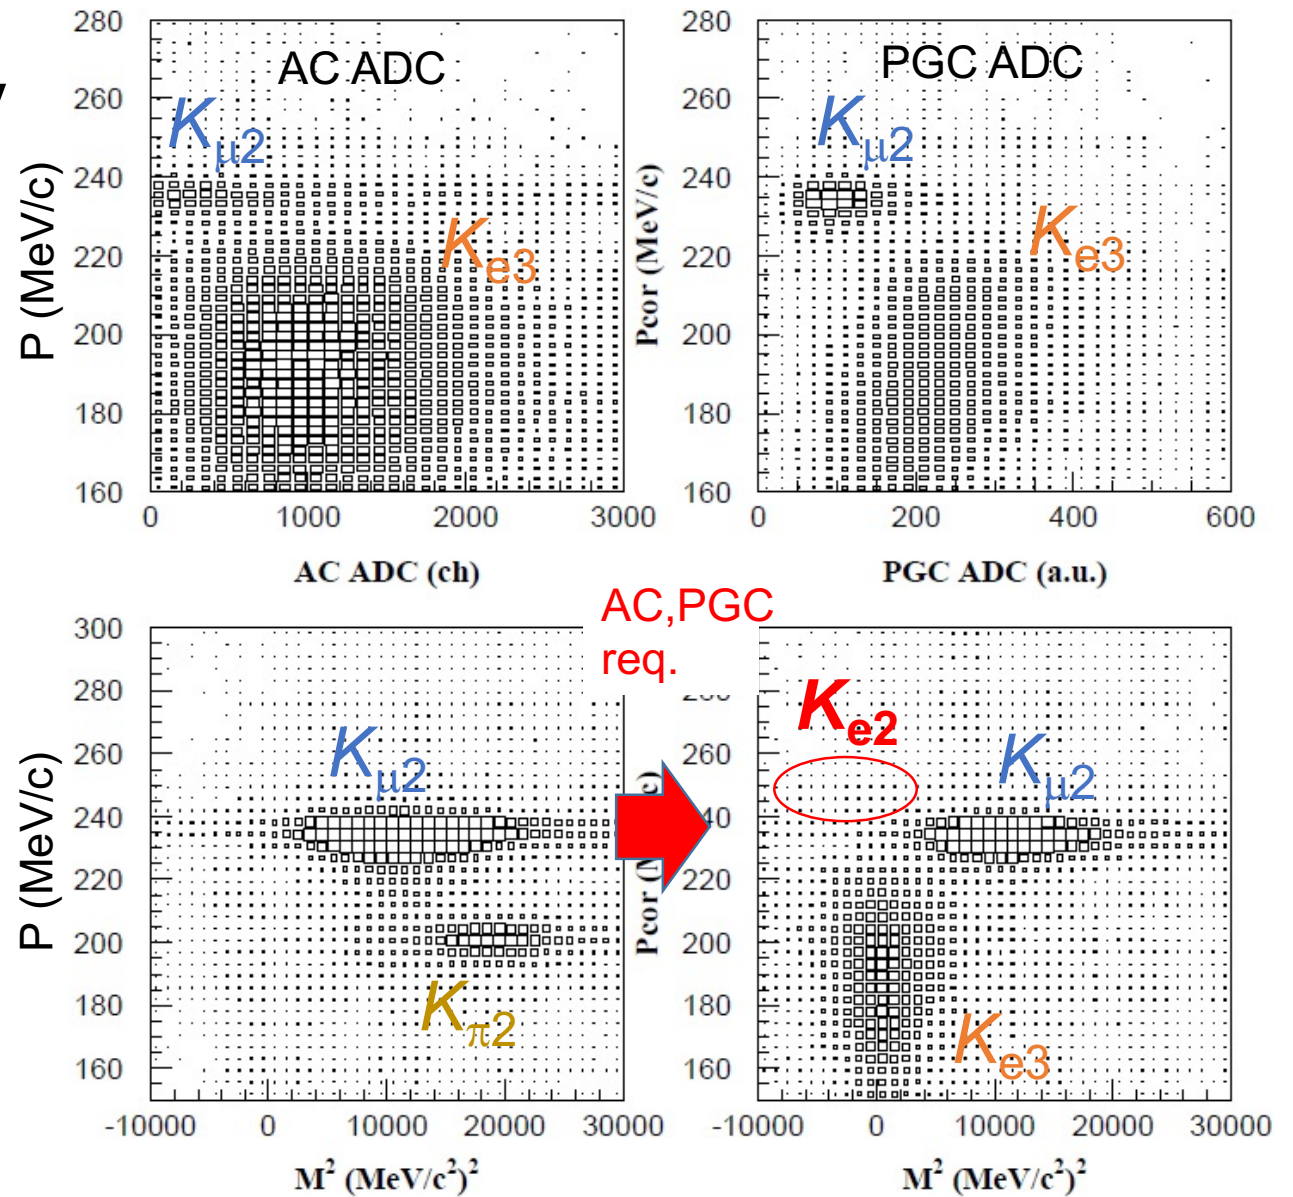 280
260
240
220
200
180
160
P (MeV/c)
AC ADC
Kμ2
Ke3
0 1000 2000 3000
AC ADC (ch)
280
260
240
220
200
180
160
Pcor (MeV/c)
PGC ADC
Kμ2
Ke3
0 200 400 600
PGC ADC (a.u.)
AC,PGC
req.
300
280
260
240
220
200
180
160
P (MeV/c)
Kμ2
Kπ2
-10000 0 10000 20000 30000
M² (MeV/c²)²
260
40
220
200
180
160
Pcor (M
c)
Ke2
Kμ2
Ke3
-10000 0 10000 20000 30000
M² (MeV/c²)²